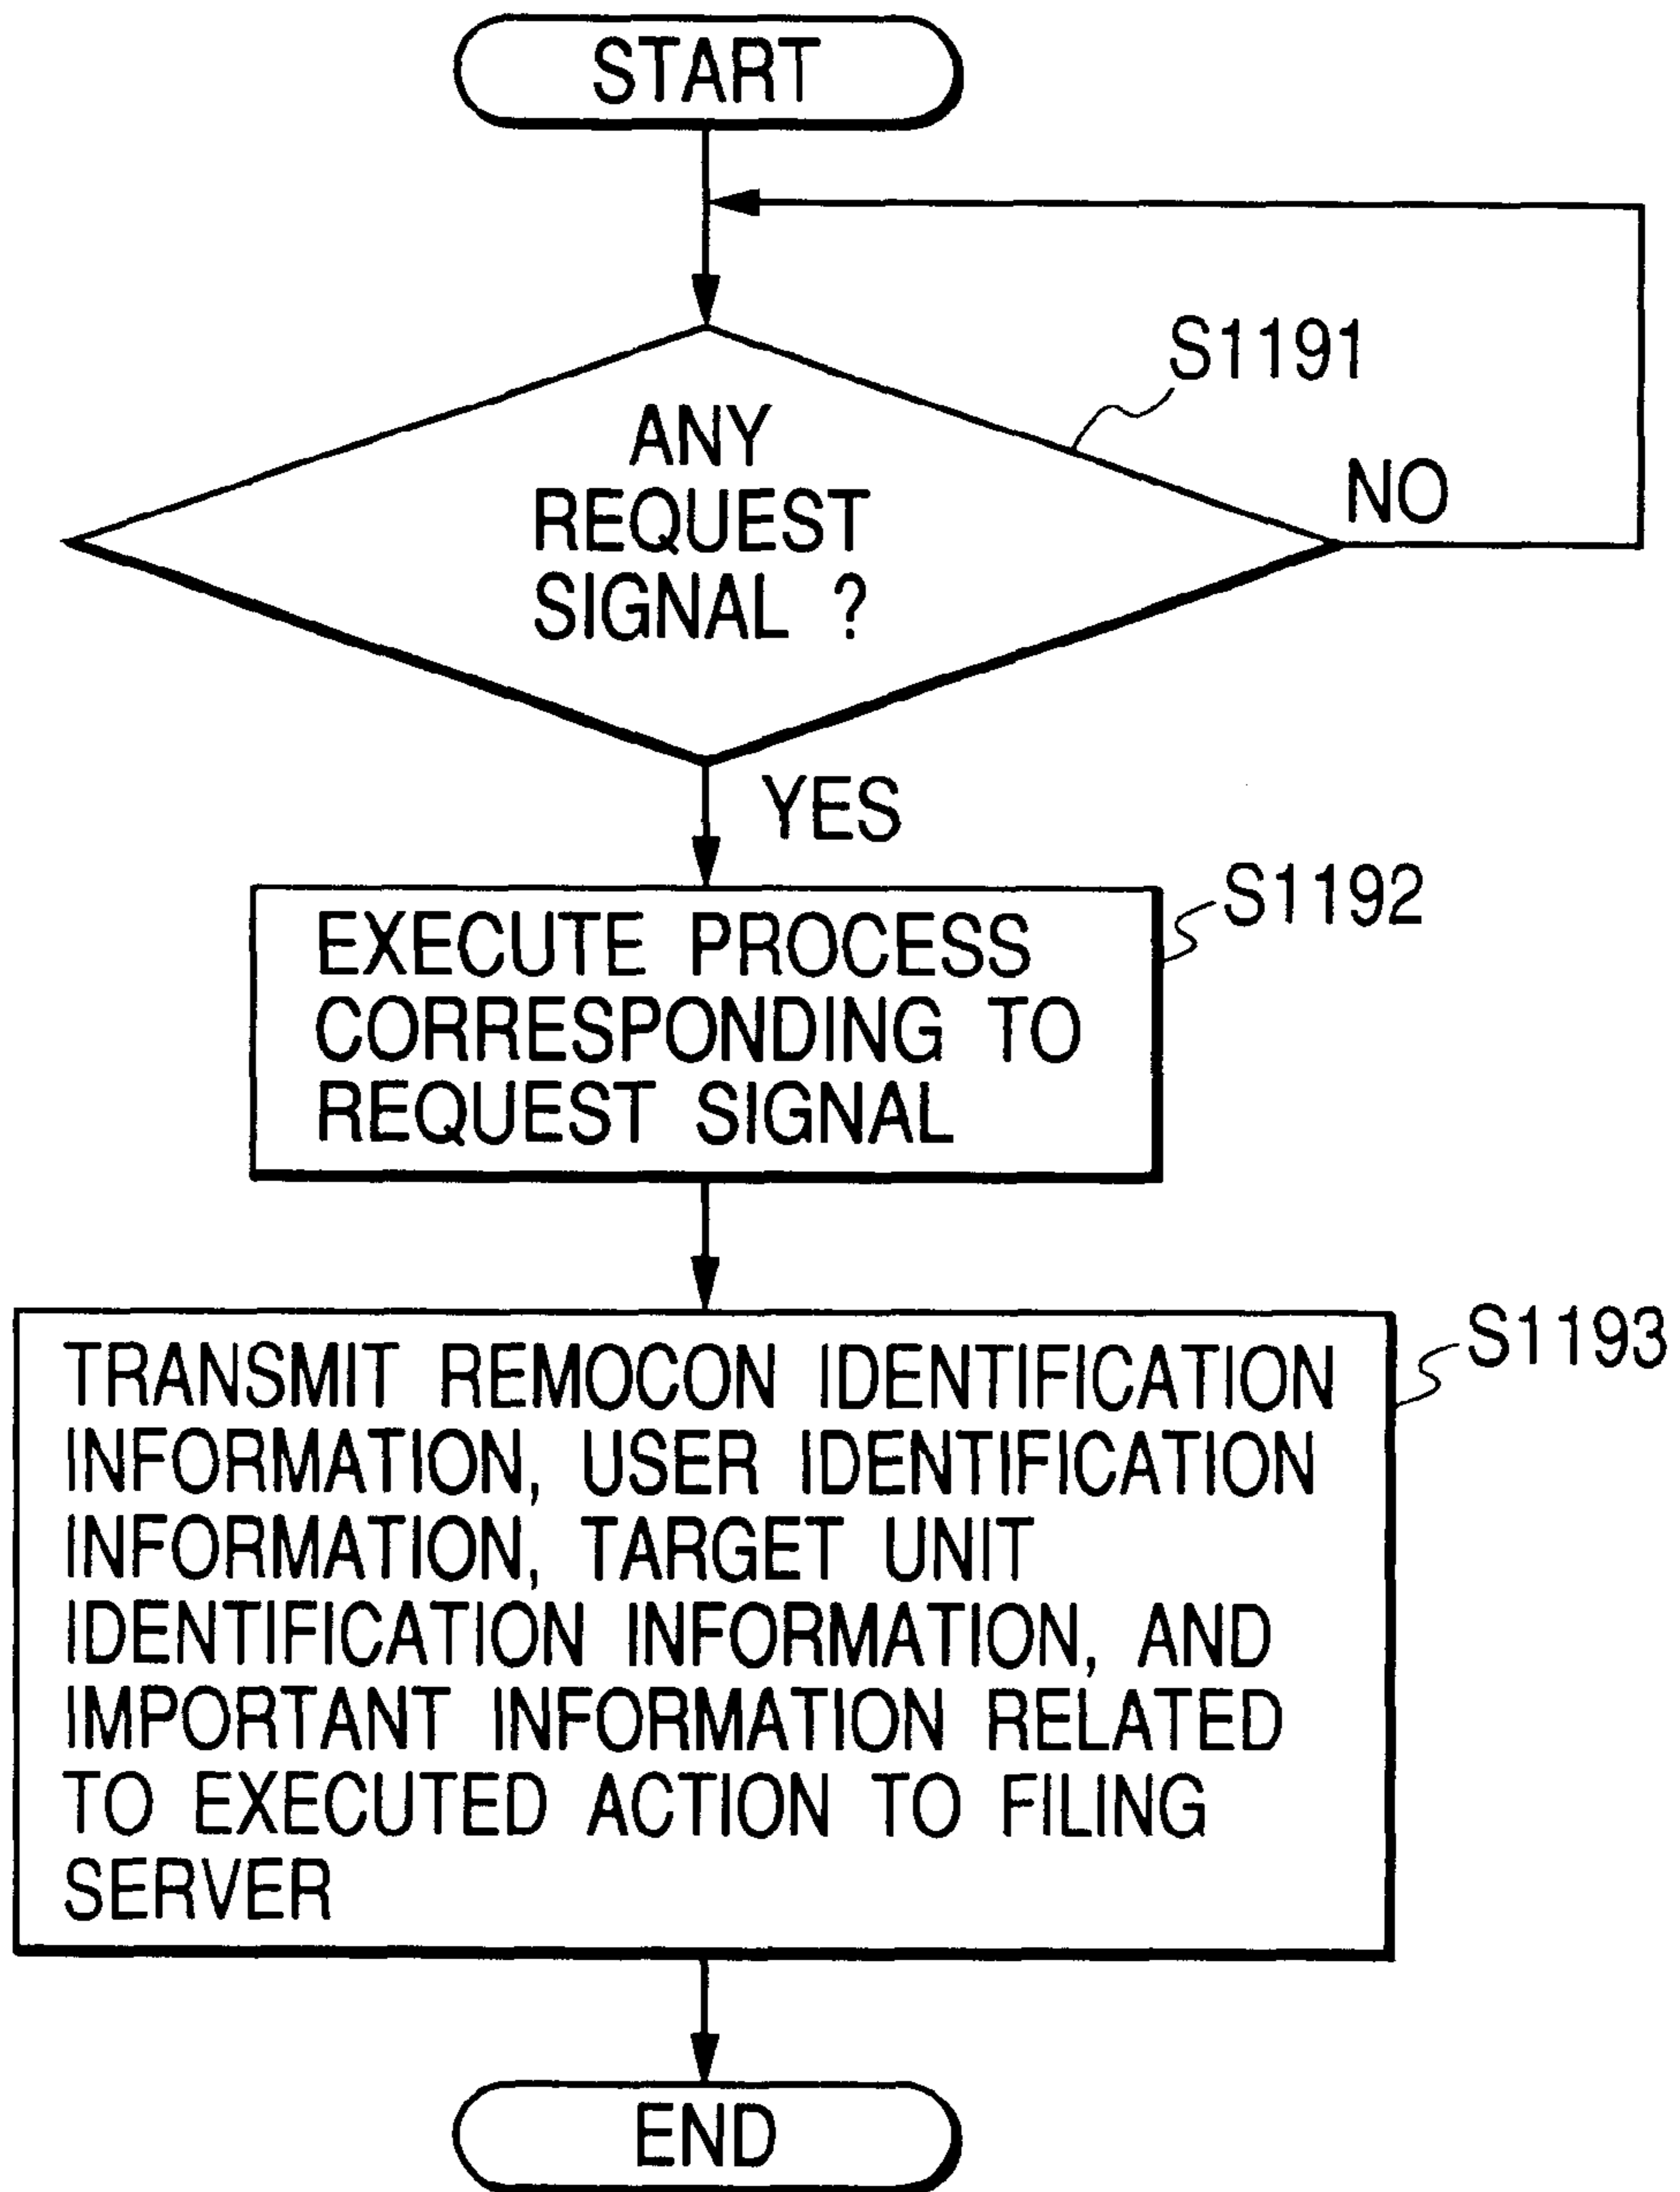 START
S1191
ANY
REQUEST
SIGNAL ?
NO
YES
S1192
EXECUTE PROCESS
CORRESPONDING TO
REQUEST SIGNAL
S1193
TRANSMIT REMOCON IDENTIFICATION
INFORMATION, USER IDENTIFICATION
INFORMATION, TARGET UNIT
IDENTIFICATION INFORMATION, AND
IMPORTANT INFORMATION RELATED
TO EXECUTED ACTION TO FILING
SERVER
END